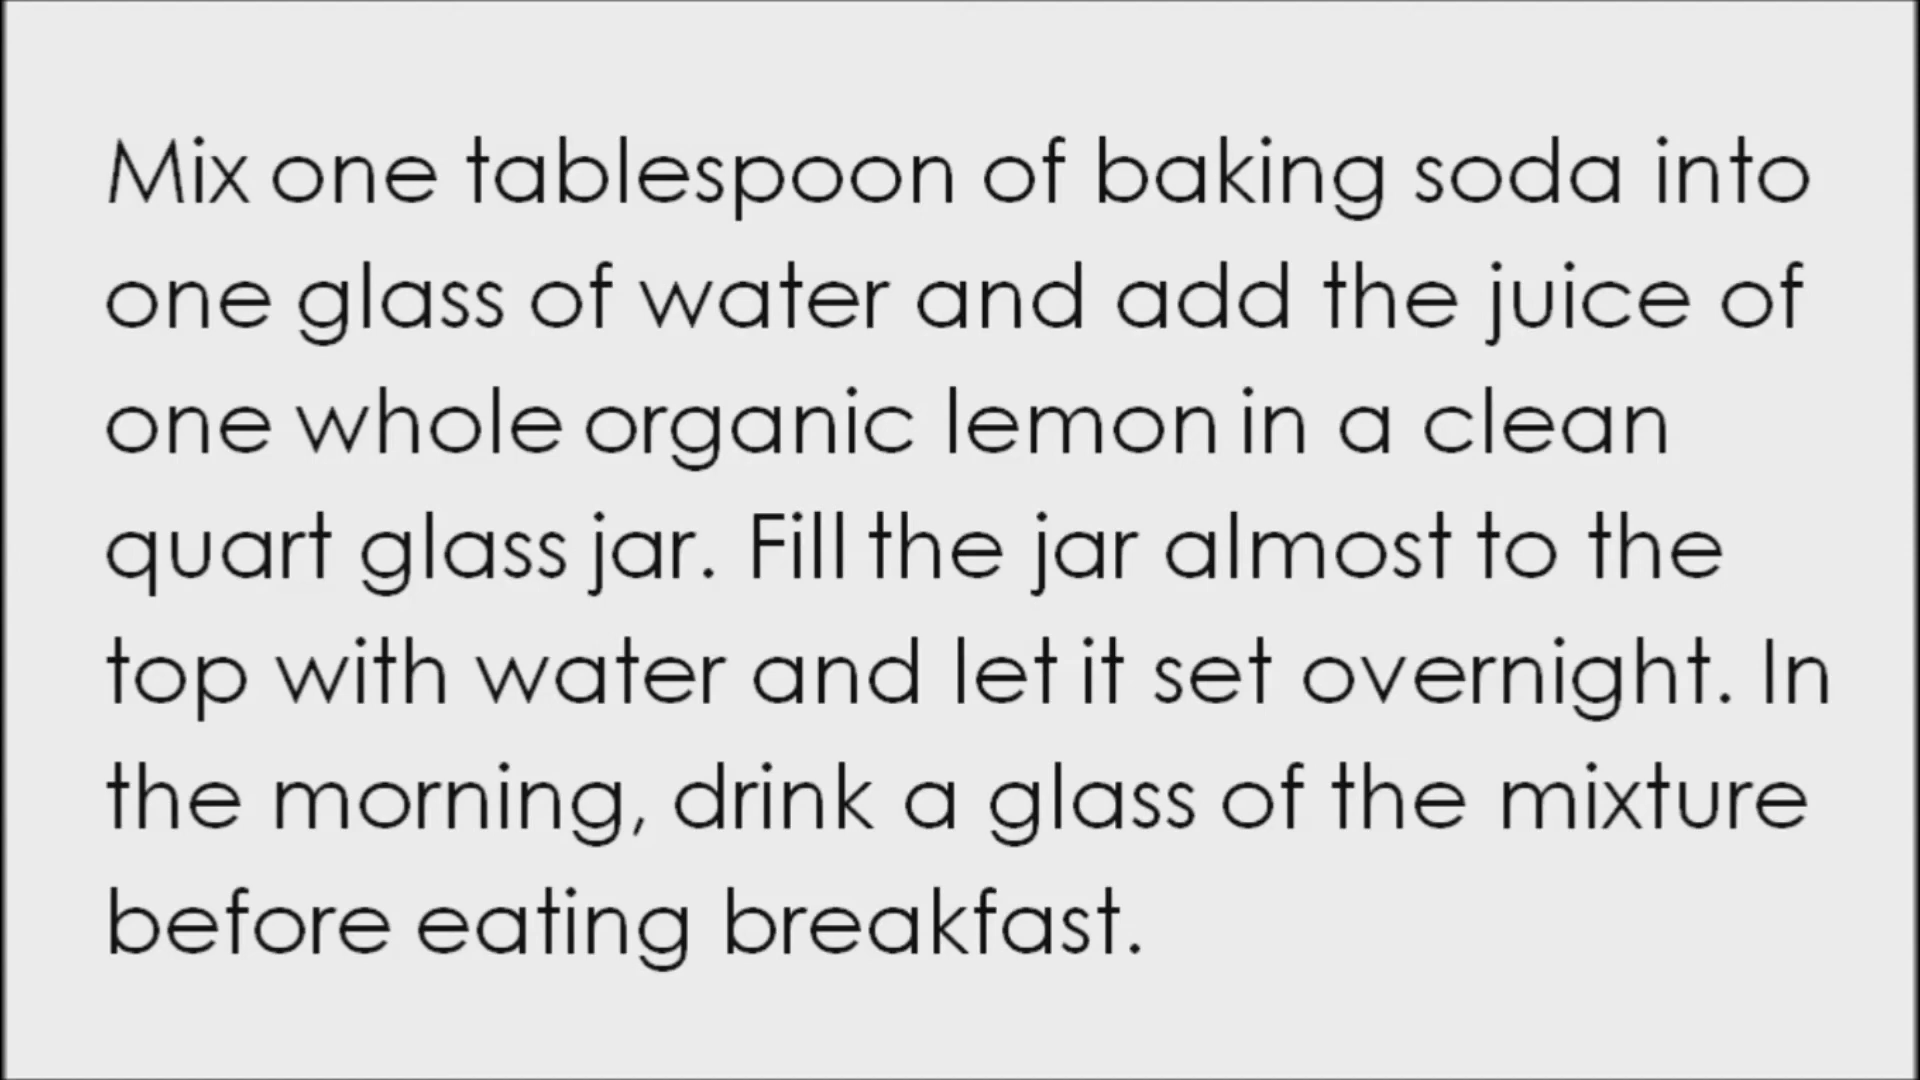 Mix one tablespoon of baking soda into
one glass of water and add the juice of
one whole organic lemon in a clean
quart glass jar. Fill the jar almost to the
top with water and let it set overnight. In
the morning, drink a glass of the mixture
before eating breakfast.